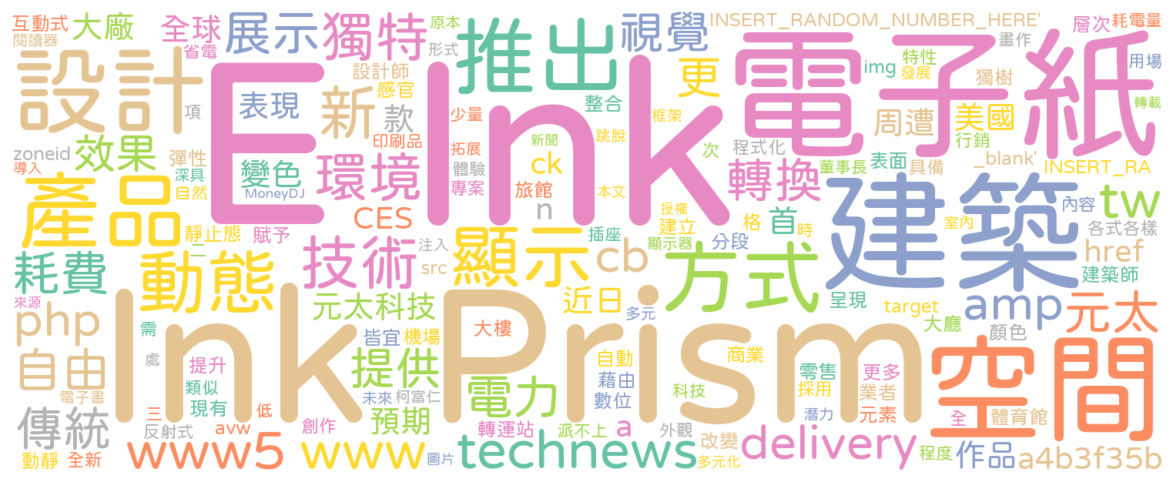 互動式 大廠 全球 展示 獨特 推出 視覺 INSERT_RANDOM_NUMBER_HERE' 層次 耗電量
閱讀器 省電 原本 形式 畫作 用場
設計 設計師 感官 更 img 特性 發展 獨樹 電子紙
表現 新 款 整合 少量 框架 周遭 美國 轉載
項 印刷品 新聞 跳脫 程式化 行銷
zoneid 效果 彈性 E Ink 拓展 ck 次 董事長 表面 具備 _blank' INSERT_RA
導入 深具 變色 環境 體驗 轉換
自然 MoneyDJ 專案 旅館 本文 格 首 內容 tw
產品 靜止態 賦予 CES n 授權 建立 時 室內 建築 各式各樣
二 技術 注入 顯示 插座 顯示器 分段 href
耗費 動態 src cb 方式 建築師
來源 元太科技 近日 多元 呈現 target amp 元太
php 需 皆宜 機場 大樓 大廳 顏色
處 提升 Ink Prism 自動 商業 零售 更多 空間
自由 類似 提供 電力 藉由 科技 採用 業者
電子書 現有 未來 柯富仁 數位 潛力 元素 全 體育館
傳統 三 低 預期
反射式 avw 創作 轉運站 派不上 a 外觀 改變 delivery 程度
動靜 全新 www5 www 圖片 technews 多元化 作品 a4b3f35b